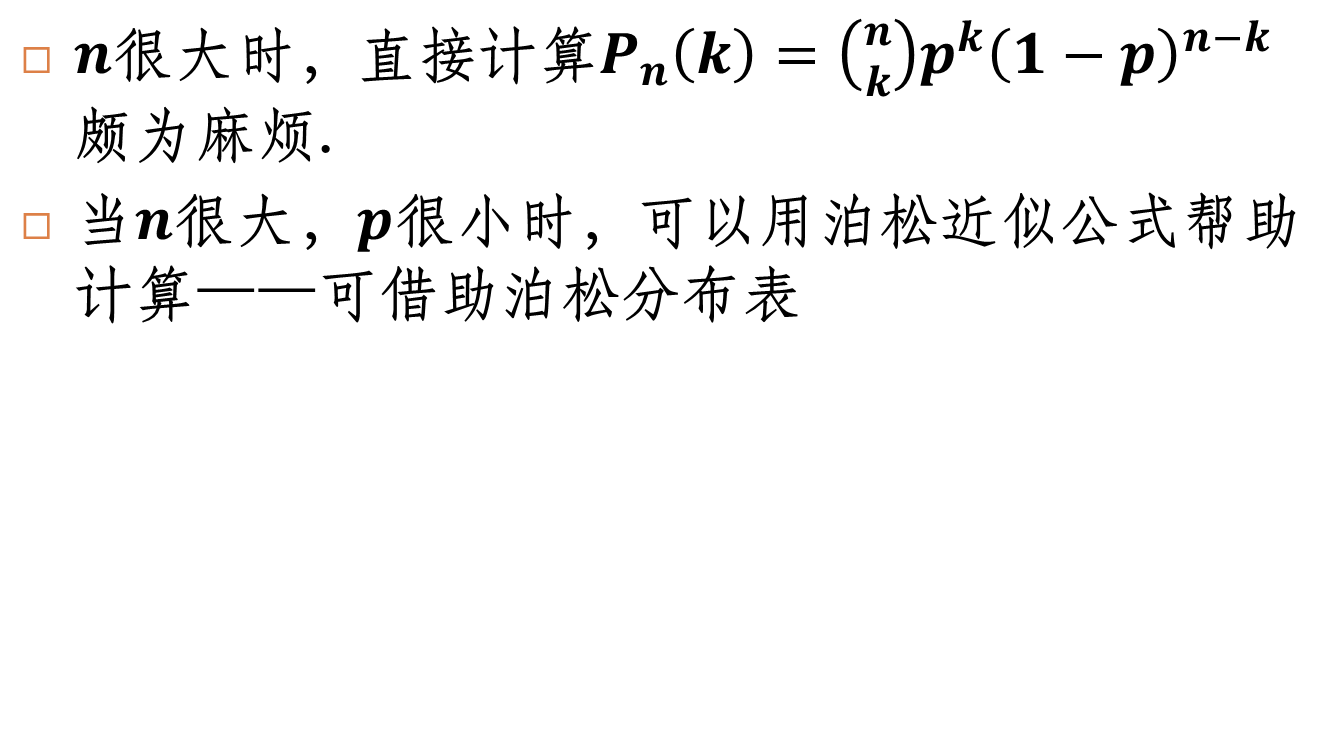 □ n很大时，直接计算Pₙ(k) = (n k)pᵏ(1 − p)ⁿ⁻ᵏ
颇为麻烦.
□ 当n很大，p很小时，可以用泊松近似公式帮助
计算——可借助泊松分布表